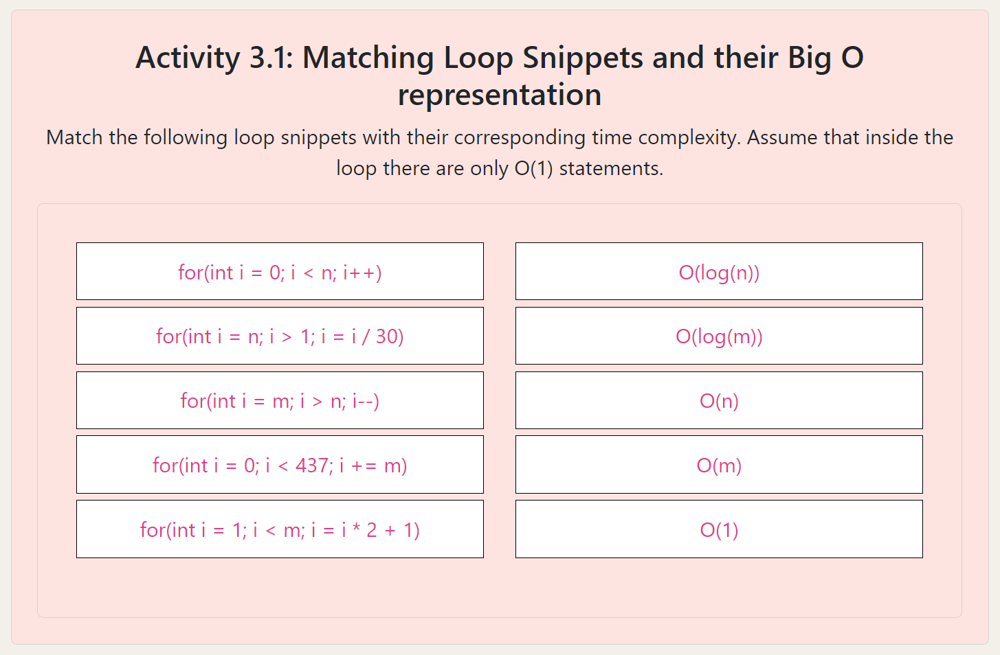 Activity 3.1: Matching Loop Snippets and their Big O
representation
Match the following loop snippets with their corresponding time complexity. Assume that inside the
loop there are only O(1) statements.
for(int i = 0; i < n; i++)
O(log(n))
for(int i = n; i > 1; i = i / 30)
O(log(m))
for(int i = m; i > n; i--)
O(n)
for(int i = 0; i < 437; i += m)
O(m)
for(int i = 1; i < m; i = i * 2 + 1)
O(1)